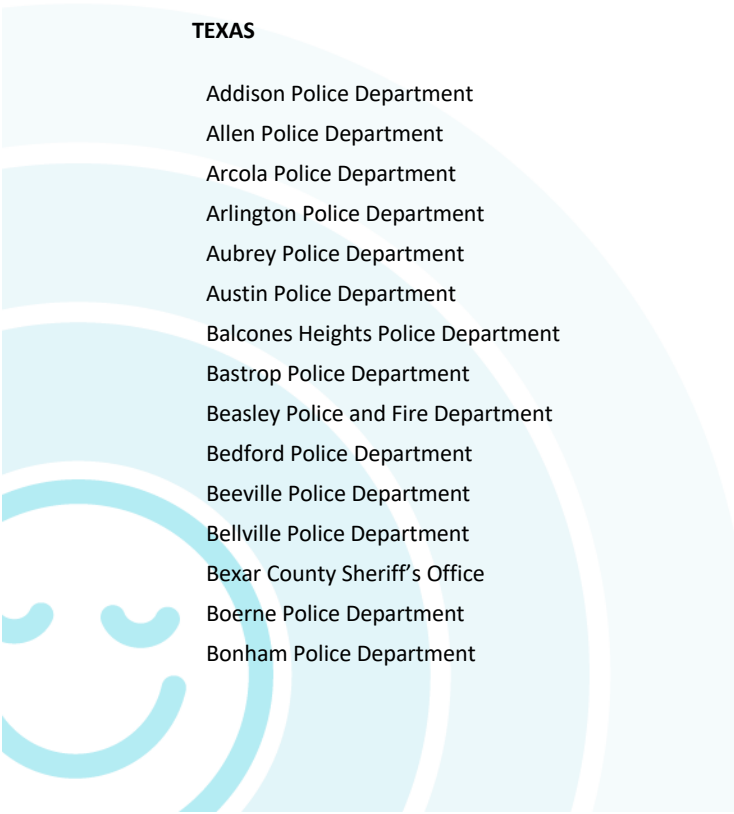 TEXAS
Addison Police Department
Allen Police Department
Arcola Police Department
Arlington Police Department
Aubrey Police Department
Austin Police Department
Balcones Heights Police Department
Bastrop Police Department
Beasley Police and Fire Department
Bedford Police Department
Beeville Police Department
Bellville Police Department
Bexar County Sheriff’s Office
Boerne Police Department
Bonham Police Department